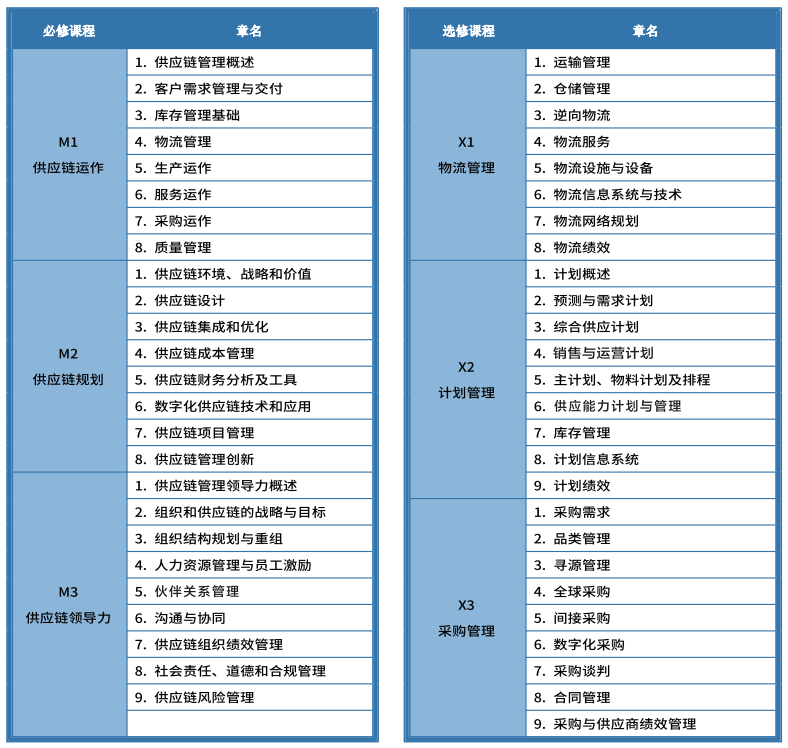 必修课程 章名
M1
供应链运作
1. 供应链管理概述
2. 客户需求管理与交付
3. 库存管理基础
4. 物流管理
5. 生产运作
6. 服务运作
7. 采购运作
8. 质量管理
M2
供应链规划
1. 供应链环境、战略和价值
2. 供应链设计
3. 供应链集成和优化
4. 供应链成本管理
5. 供应链财务分析及工具
6. 数字化供应链技术和应用
7. 供应链项目管理
8. 供应链管理创新
M3
供应链领导力
1. 供应链管理领导力概述
2. 组织和供应链的战略与目标
3. 组织结构规划与重组
4. 人力资源管理与员工激励
5. 伙伴关系管理
6. 沟通与协同
7. 供应链组织绩效管理
8. 社会责任、道德和合规管理
9. 供应链风险管理
选修课程 章名
X1
物流管理
1. 运输管理
2. 仓储管理
3. 逆向物流
4. 物流服务
5. 物流设施与设备
6. 物流信息系统与技术
7. 物流网络规划
8. 物流绩效
X2
计划管理
1. 计划概述
2. 预测与需求计划
3. 综合供应计划
4. 销售与运营计划
5. 主计划、物料计划及排程
6. 供应能力计划与管理
7. 库存管理
8. 计划信息系统
9. 计划绩效
X3
采购管理
1. 采购需求
2. 品类管理
3. 寻源管理
4. 全球采购
5. 间接采购
6. 数字化采购
7. 采购谈判
8. 合同管理
9. 采购与供应商绩效管理